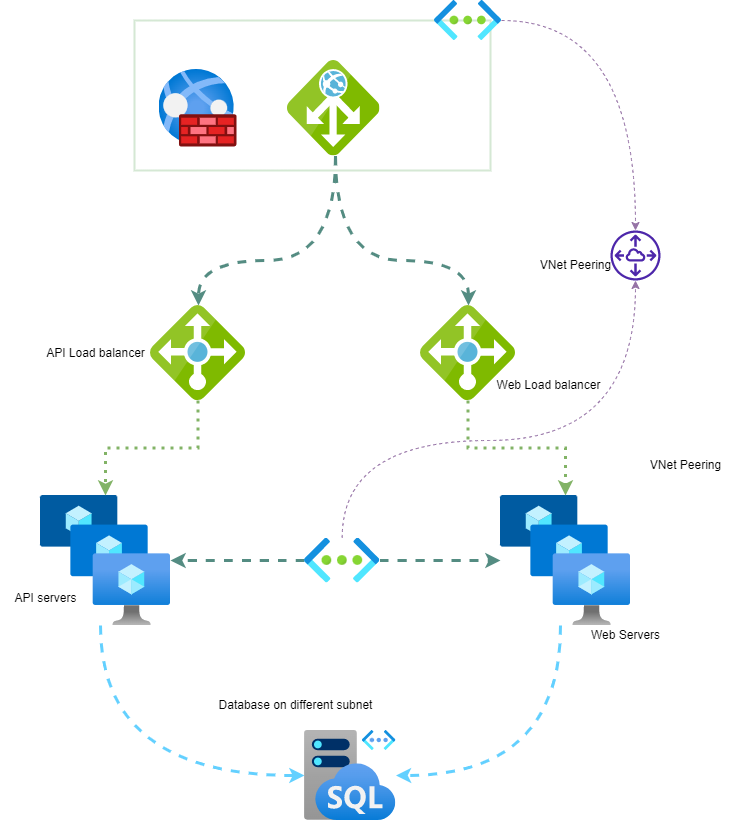 VNet Peering
API Load balancer
Web Load balancer
VNet Peering
API servers
Web Servers
Database on different subnet
SQL